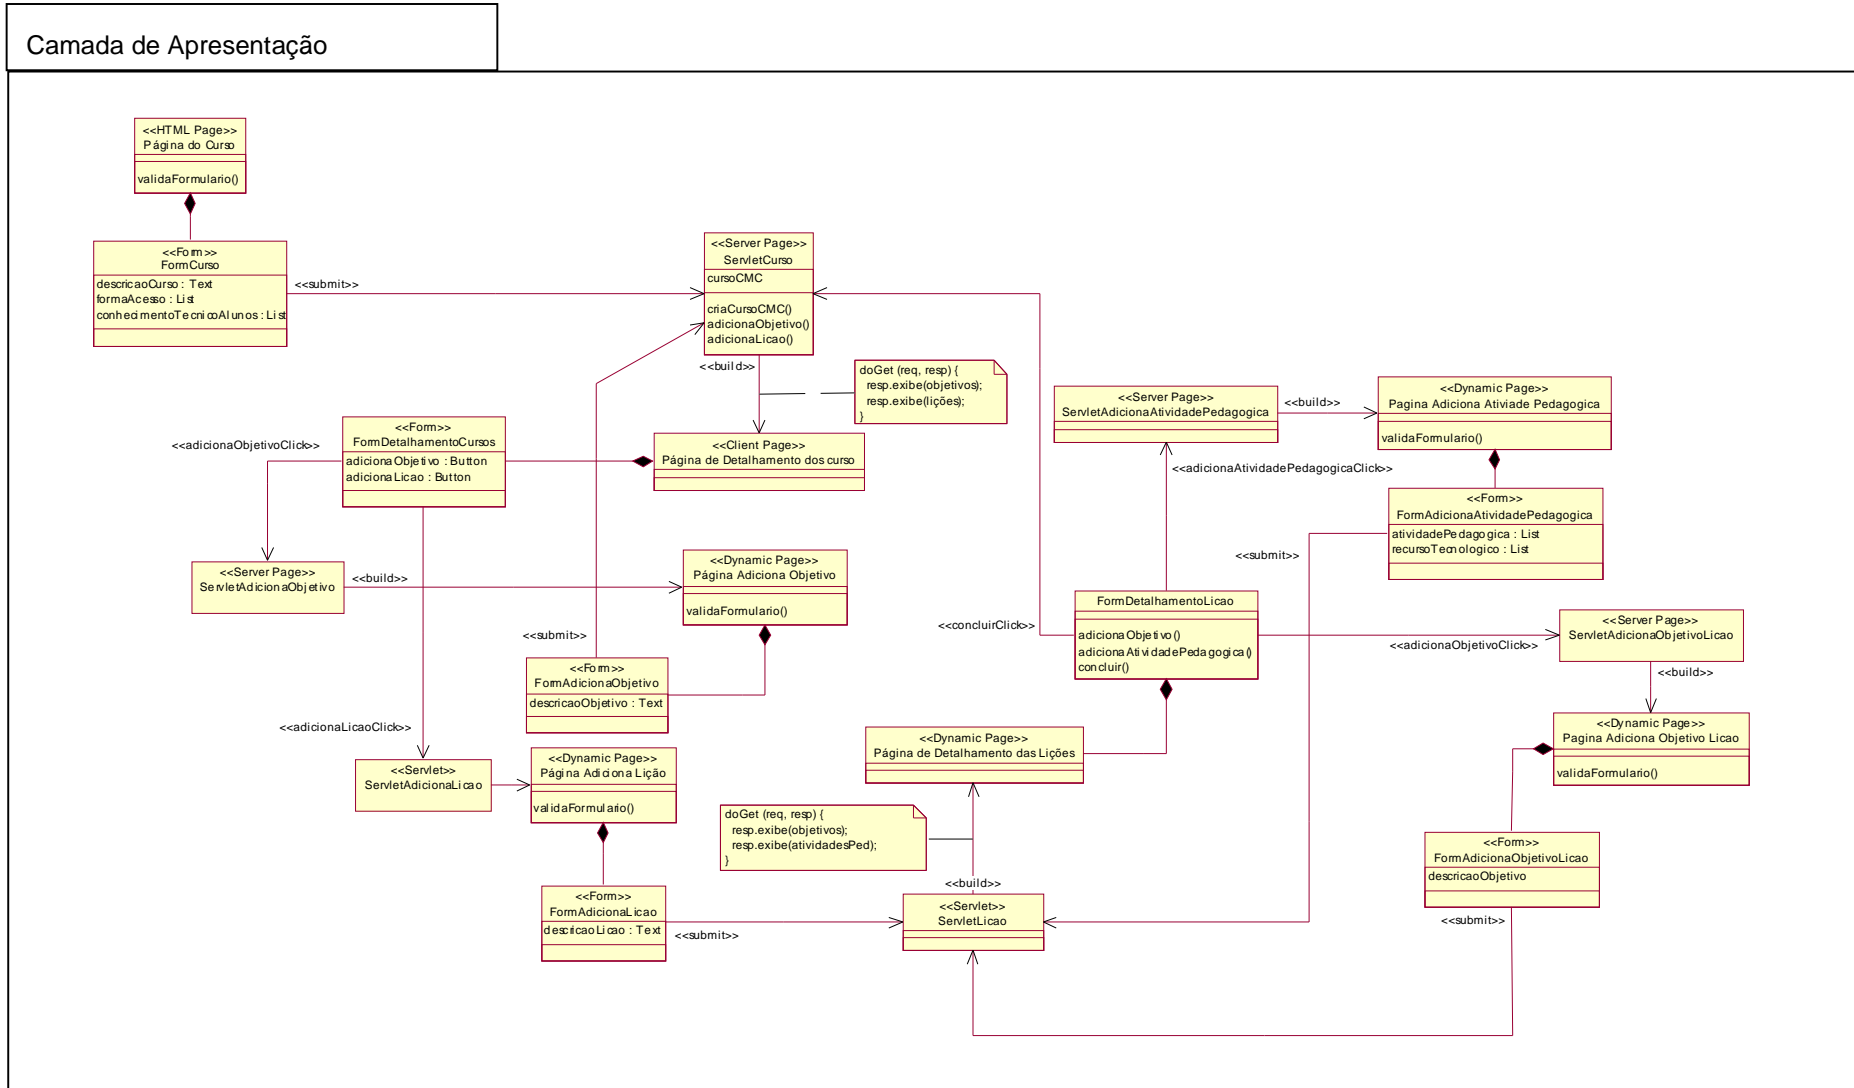 Camada de Apresentação
<<HTML Page>>
Página do Curso
validaFormulario()
<<Form>>
FormCurso
descricaoCurso : Text
formaAcesso : List
conhecimentoTecnicoAlunos : List
<<submit>>
<<Server Page>>
ServletCurso
cursoCMC
criaCursoCMC()
adicionaObjetivo()
adicionaLicao()
<<build>>
doGet (req, resp) {
resp.exibe(objetivos);
resp.exibe(lições);
}
<<Client Page>>
Página de Detalhamento dos curso
<<Form>>
FormDetalhamentoCursos
adicionaObjetivo : Button
adicionaLicao : Button
<<adicionaObjetivoClick>>
<<Server Page>>
ServletAdicionaAtividadePedagogica
<<build>>
<<Dynamic Page>>
Pagina Adiciona Ativiade Pedagogica
validaFormulario()
<<adicionaAtividadePedagogicaClick>>
<<Form>>
FormAdicionaAtividadePedagogica
atividadePedagogica : List
recursoTecnologico : List
<<submit>>
<<Server Page>>
ServletAdicionaObjetivo
<<build>>
<<Dynamic Page>>
Página Adiciona Objetivo
validaFormulario()
<<submit>>
<<Form>>
FormAdicionaObjetivo
descricaoObjetivo : Text
<<concluirClick>>
FormDetalhamentoLicao
adicionaObjetivo()
adicionaAtividadePedagogica()
concluir()
<<adicionaObjetivoClick>>
<<Server Page>>
ServletAdicionaObjetivoLicao
<<build>>
<<Dynamic Page>>
Pagina Adiciona Objetivo Licao
validaFormulario()
<<adicionaLicaoClick>>
<<Servlet>>
ServletAdicionaLicao
<<Dynamic Page>>
Página Adiciona Lição
validaFormulario()
<<Dynamic Page>>
Página de Detalhamento das Lições
doGet (req, resp) {
resp.exibe(objetivos);
resp.exibe(atividadesPed);
}
<<build>>
<<Form>>
FormAdicionaLicao
descricaoLicao : Text
<<submit>>
<<Servlet>>
ServletLicao
<<Form>>
FormAdicionaObjetivoLicao
descricaoObjetivo
<<submit>>